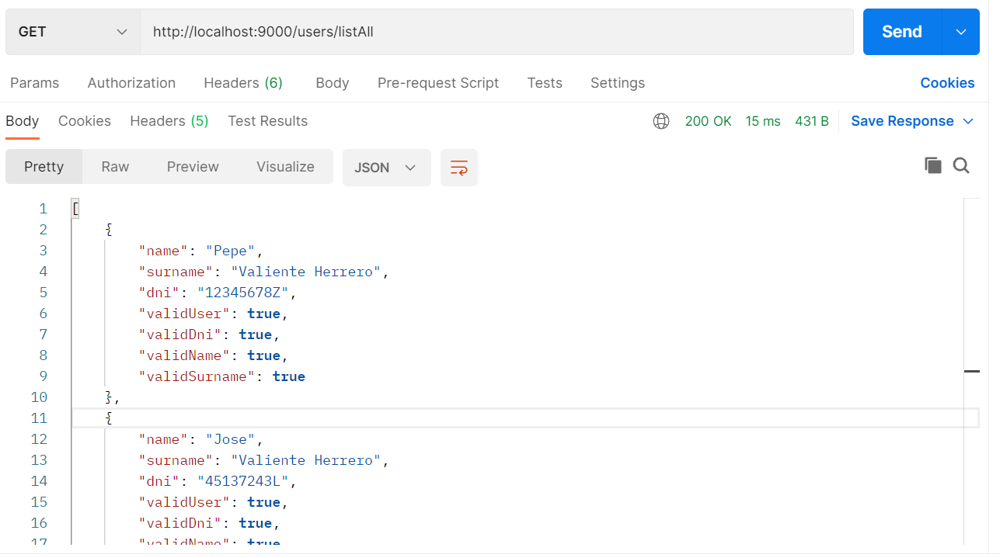 GET http://localhost:9000/users/listAll Send
Params Authorization Headers (6) Body Pre-request Script Tests Settings Cookies
Body Cookies Headers (5) Test Results 200 OK 15 ms 431 B Save Response
Pretty Raw Preview Visualize JSON
1 [
2 {
3 "name": "Pepe",
4 "surname": "Valiente Herrero",
5 "dni": "12345678Z",
6 "validUser": true,
7 "validDni": true,
8 "validName": true,
9 "validSurname": true
10 },
11 {
12 "name": "Jose",
13 "surname": "Valiente Herrero",
14 "dni": "45137243L",
15 "validUser": true,
16 "validDni": true,
17 "validName": true